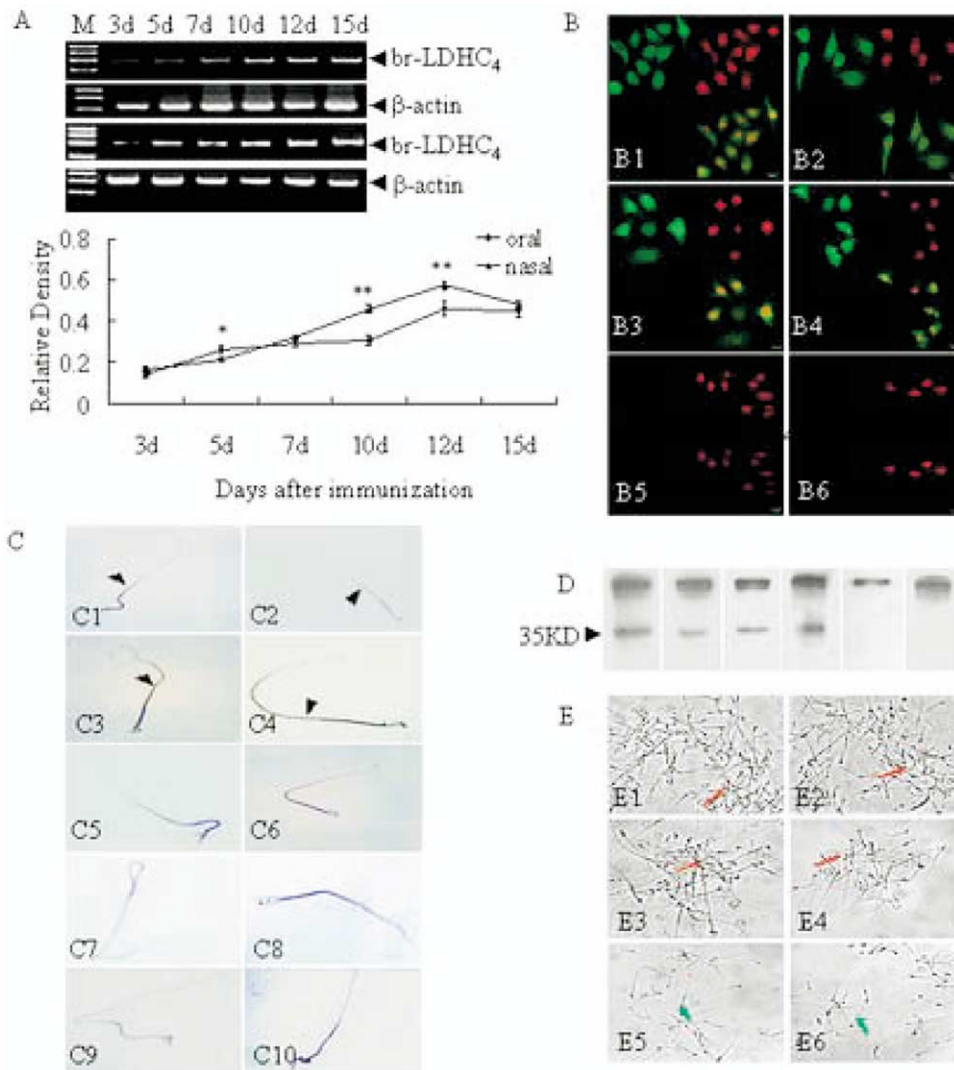 A
M 3d 5d 7d 10d 12d 15d
br-LDHC4
β-actin
br-LDHC4
β-actin
0.8
0.6
0.4
0.2
0
Relative Density
oral
nasal
*
**
**
3d 5d 7d 10d 12d 15d
Days after immunization
B
B1 B2
B3 B4
B5 B6
C
C1 C2
C3 C4
C5 C6
C7 C8
C9 C10
D
35KD
E
E1 E2
E3 E4
E5 E6